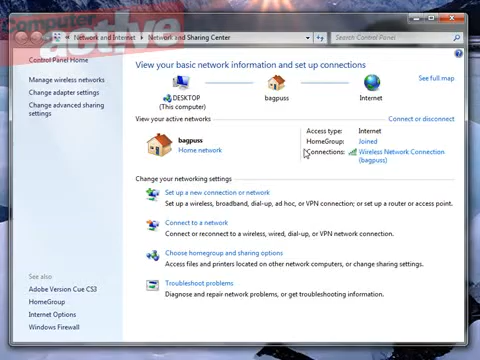 computer
active
Network and Internet
Network and Sharing Center
Search Control Panel
Control Panel Home
Manage wireless networks
Change adapter settings
Change advanced sharing
settings
See also
Adobe Version Cue CS3
HomeGroup
Internet Options
Windows Firewall
View your basic network information and set up connections
See full map
DESKTOP
(This computer)
bagpuss
Internet
View your active networks
Connect or disconnect
bagpuss
Home network
Access type: Internet
HomeGroup: Joined
Connections: Wireless Network Connection
(bagpuss)
Change your networking settings
Set up a new connection or network
Set up a wireless, broadband, dial-up, ad hoc, or VPN connection; or set up a router or access point.
Connect to a network
Connect or reconnect to a wireless, wired, dial-up, or VPN network connection.
Choose homegroup and sharing options
Access files and printers located on other network computers, or change sharing settings.
Troubleshoot problems
Diagnose and repair network problems, or get troubleshooting information.